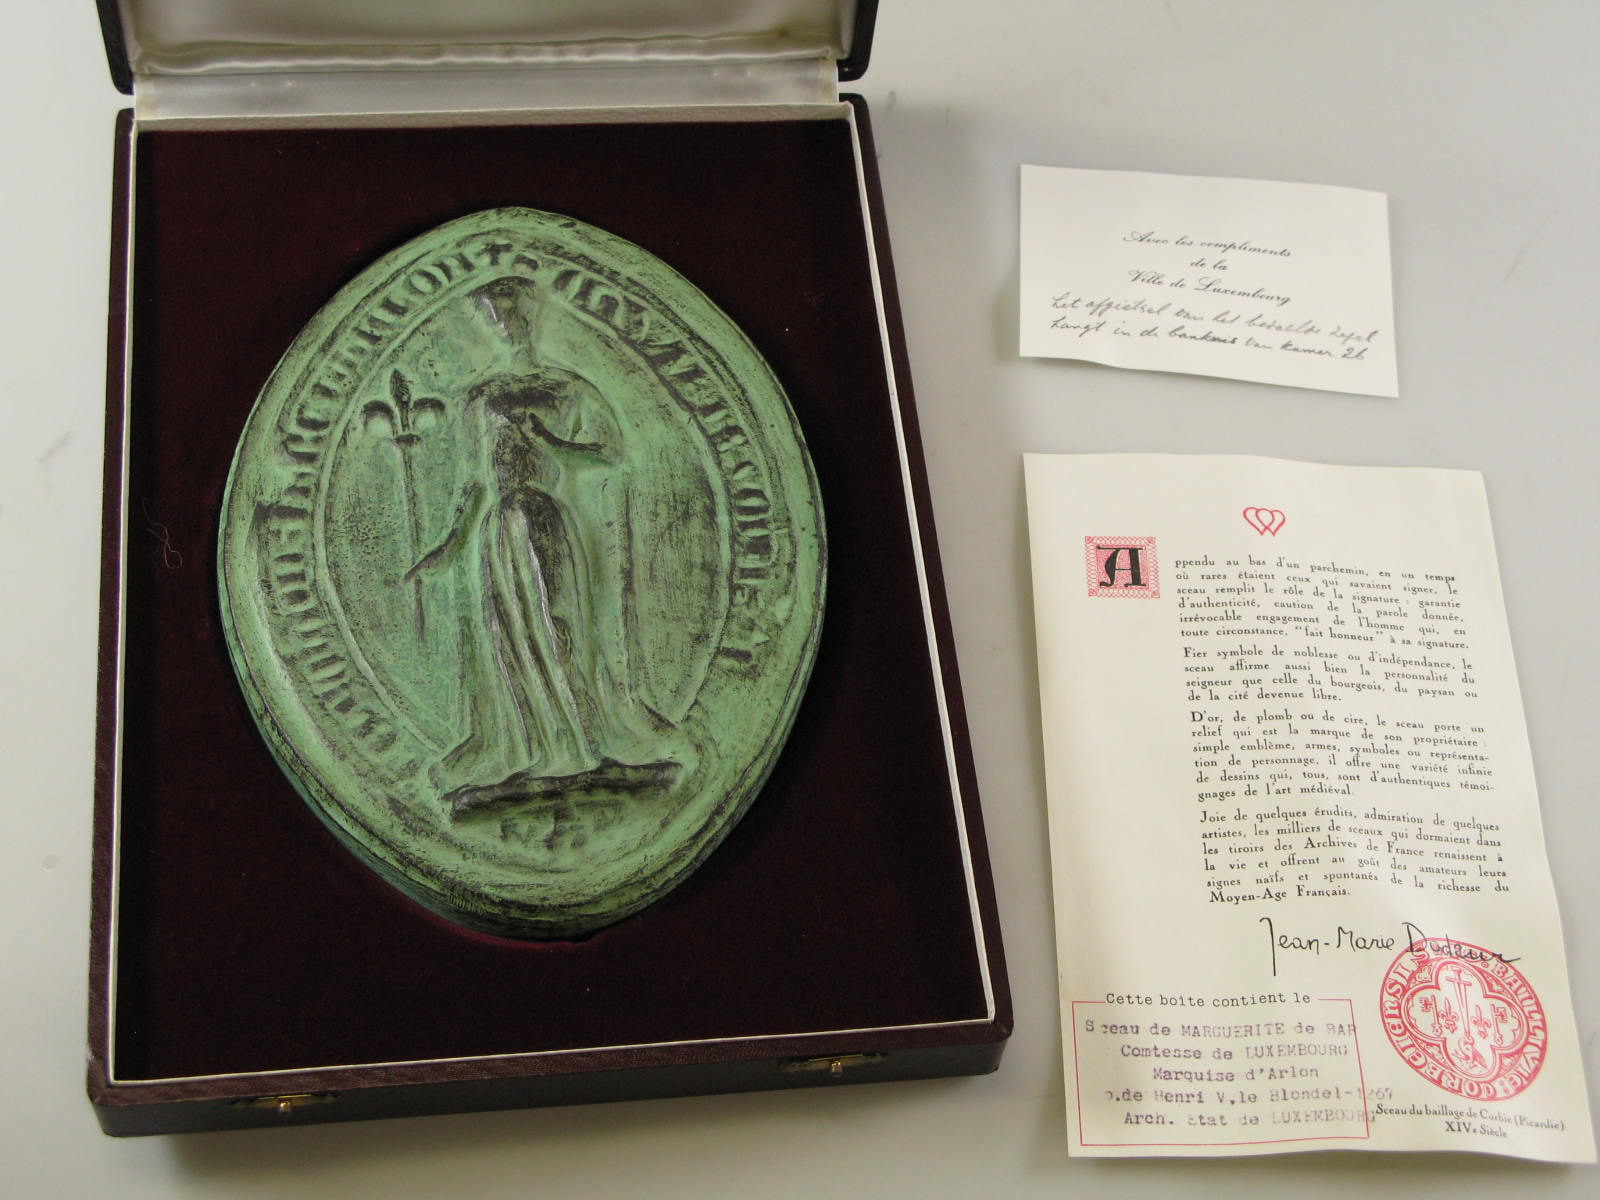 Avec les compliments
de la
Ville de Luxembourg
het afgietsel van het bedoelde zegel
hangt in de bankreis van Kamer 26
Appendu au bas d'un parchemin, en un temps
où rares étaient ceux qui savaient signer, le
sceau remplit le rôle de la signature : garantie
d'authenticité, caution de la parole donnée,
irrévocable engagement de l'homme qui, en
toute circonstance, "fait honneur" à sa signature.
Fier symbole de noblesse ou d'indépendance, le
sceau affirme aussi bien la personnalité du
seigneur que celle du bourgeois, du paysan ou
de la cité devenue libre.
D'or, de plomb ou de cire, le sceau porte un
relief qui est la marque de son propriétaire :
simple emblème, armes, symboles ou représenta-
tion de personnage, il offre une variété infinie
de dessins qui, tous, sont d'authentiques témoi-
gnages de l'art médiéval.
Joie de quelques érudits, admiration de quelques
artistes, les milliers de sceaux qui dormaient dans
les tiroirs des Archives de France renaissent à
la vie et offrent au goût des amateurs leurs
signes naïfs et spontanés de la richesse du
Moyen-Age Français.
Jean-Marie
Cette boîte contient le
Sceau de MARGUERITE de BAR
Comtesse de LUXEMBOURG
Marquise d'Arlon
de Henri V, le Blondel-1267
Arch. Etat de LUXEMBOURG
Sceau du baillage de Corbie (Picardie)
XIVe Siècle